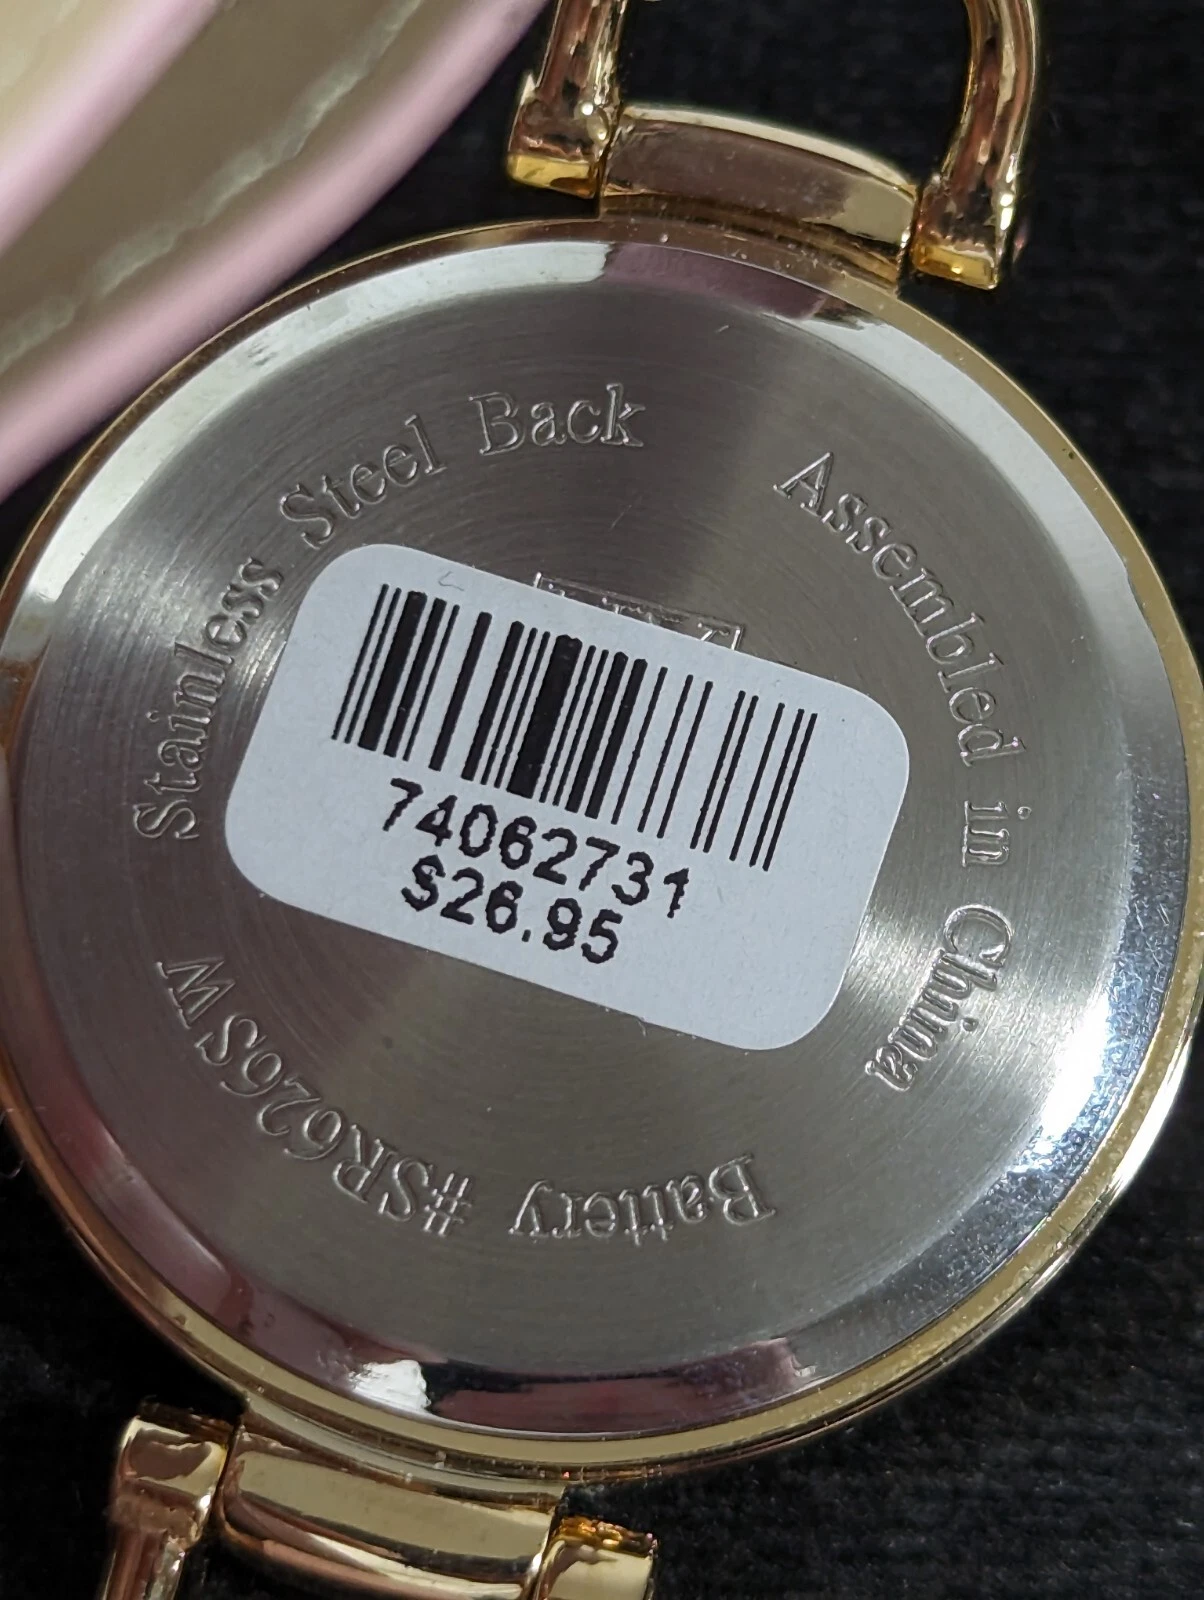 Stainless Steel Back
Assembled in China
74062731
$26.95
Battery #SR626SW